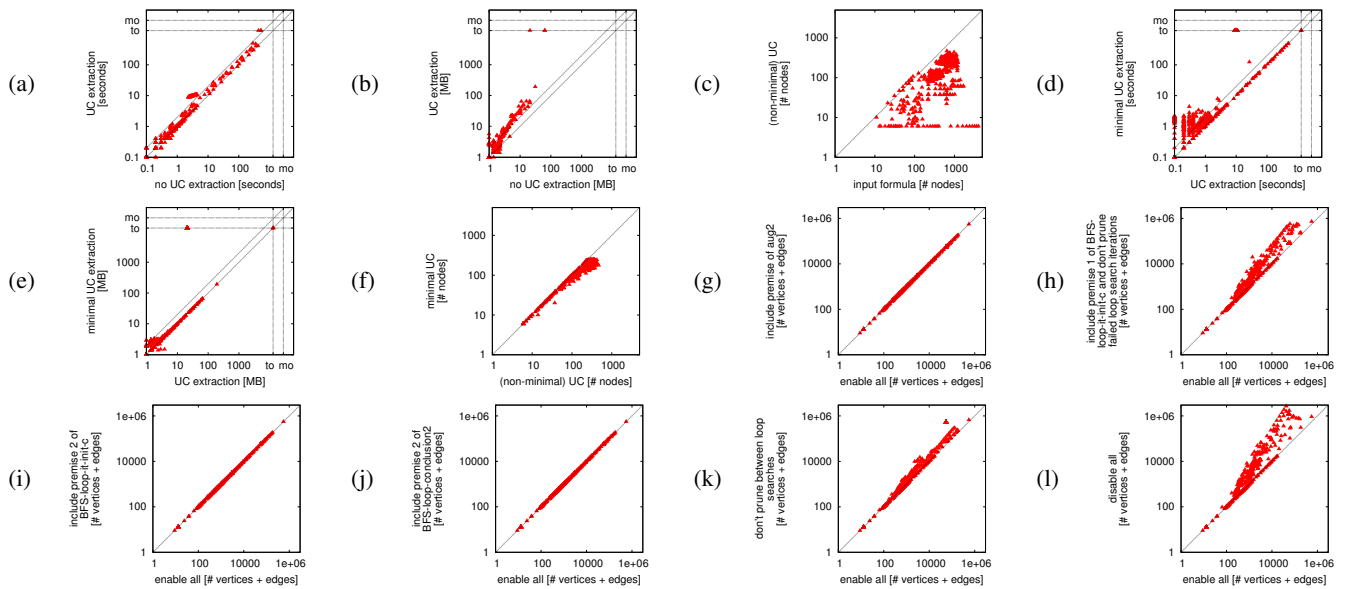 (a)
UC extraction
[seconds]
mo
to
100
10
1
0.1
0.1 1 10 100 to mo
no UC extraction [seconds]
(b)
UC extraction
[MB]
mo
to
1000
100
10
1
1 10 100 1000 to mo
no UC extraction [MB]
(c)
(non-minimal) UC
[# nodes]
1000
100
10
1
1 10 100 1000
input formula [# nodes]
(d)
minimal UC extraction
[seconds]
mo
to
100
10
1
0.1
0.1 1 10 100 to mo
UC extraction [seconds]
(e)
minimal UC extraction
[MB]
mo
to
1000
100
10
1
1 10 100 1000 to mo
UC extraction [MB]
(f)
minimal UC
[# nodes]
1000
100
10
1
1 10 100 1000
(non-minimal) UC [# nodes]
(g)
include premise of aug2
[# vertices + edges]
1e+06
10000
100
1
1 100 10000 1e+06
enable all [# vertices + edges]
(h)
include premise 1 of BFS-
loop-it-init-c and don't prune
failed loop search iterations
[# vertices + edges]
1e+06
10000
100
1
1 100 10000 1e+06
enable all [# vertices + edges]
(i)
include premise 2 of
BFS-loop-it-init-c
[# vertices + edges]
1e+06
10000
100
1
1 100 10000 1e+06
enable all [# vertices + edges]
(j)
include premise 2 of
BFS-loop-conclusion2
[# vertices + edges]
1e+06
10000
100
1
1 100 10000 1e+06
enable all [# vertices + edges]
(k)
don't prune between loop
searches
[# vertices + edges]
1e+06
10000
100
1
1 100 10000 1e+06
enable all [# vertices + edges]
(l)
disable all
[# vertices + edges]
1e+06
10000
100
1
1 100 10000 1e+06
enable all [# vertices + edges]